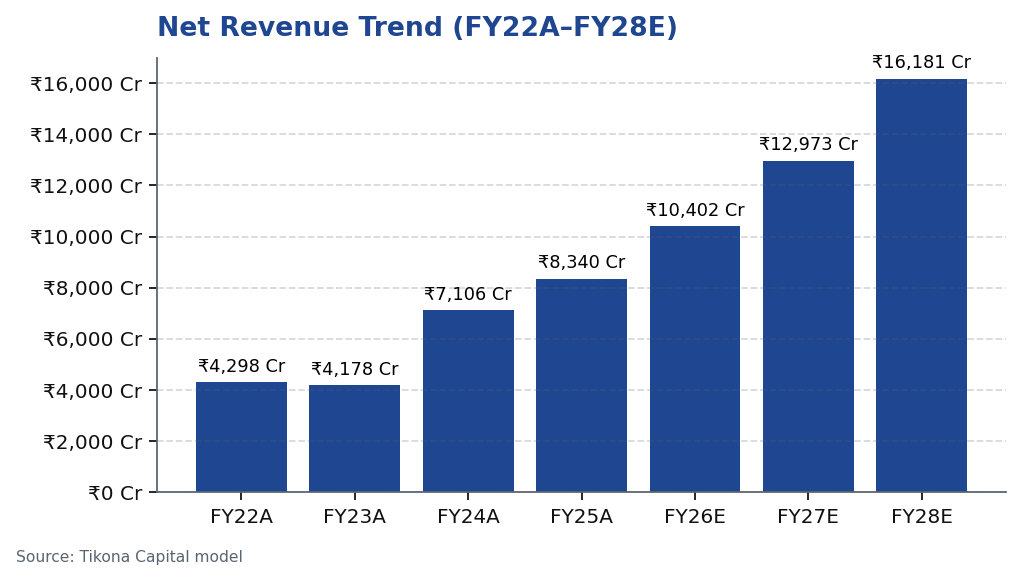 Net Revenue Trend (FY22A–FY28E)
₹16,000 Cr
₹14,000 Cr
₹12,000 Cr
₹10,000 Cr
₹8,000 Cr
₹6,000 Cr
₹4,000 Cr
₹2,000 Cr
₹0 Cr
₹4,298 Cr
₹4,178 Cr
₹7,106 Cr
₹8,340 Cr
₹10,402 Cr
₹12,973 Cr
₹16,181 Cr
FY22A FY23A FY24A FY25A FY26E FY27E FY28E
Source: Tikona Capital model